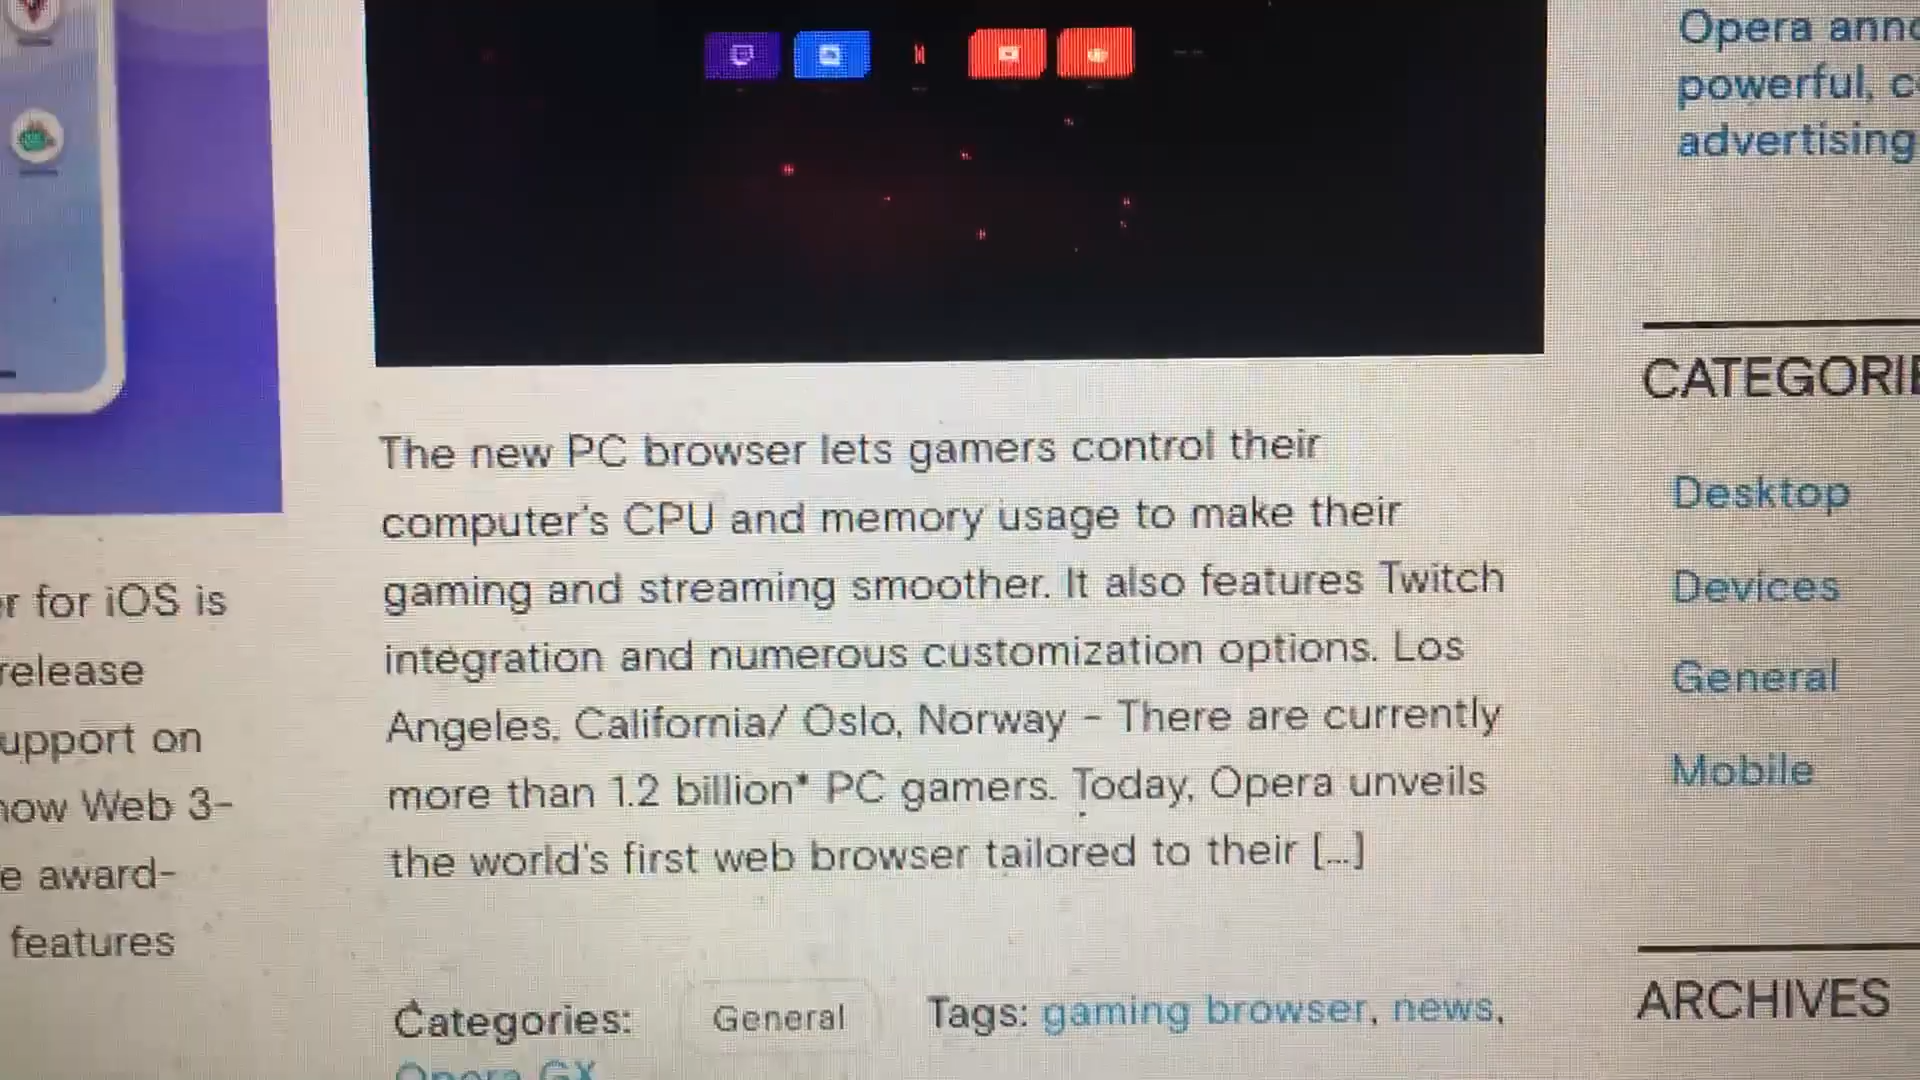 The new PC browser lets gamers control their
computer's CPU and memory usage to make their
gaming and streaming smoother. It also features Twitch
integration and numerous customization options. Los
Angeles, California/ Oslo, Norway – There are currently
more than 1.2 billion* PC gamers. Today, Opera unveils
the world's first web browser tailored to their [...]
Categories: General Tags: gaming browser, news,
Opera GX
r for iOS is
release
upport on
now Web 3-
e award-
features
Opera anno
powerful, c
advertising
CATEGORIE
Desktop
Devices
General
Mobile
ARCHIVES